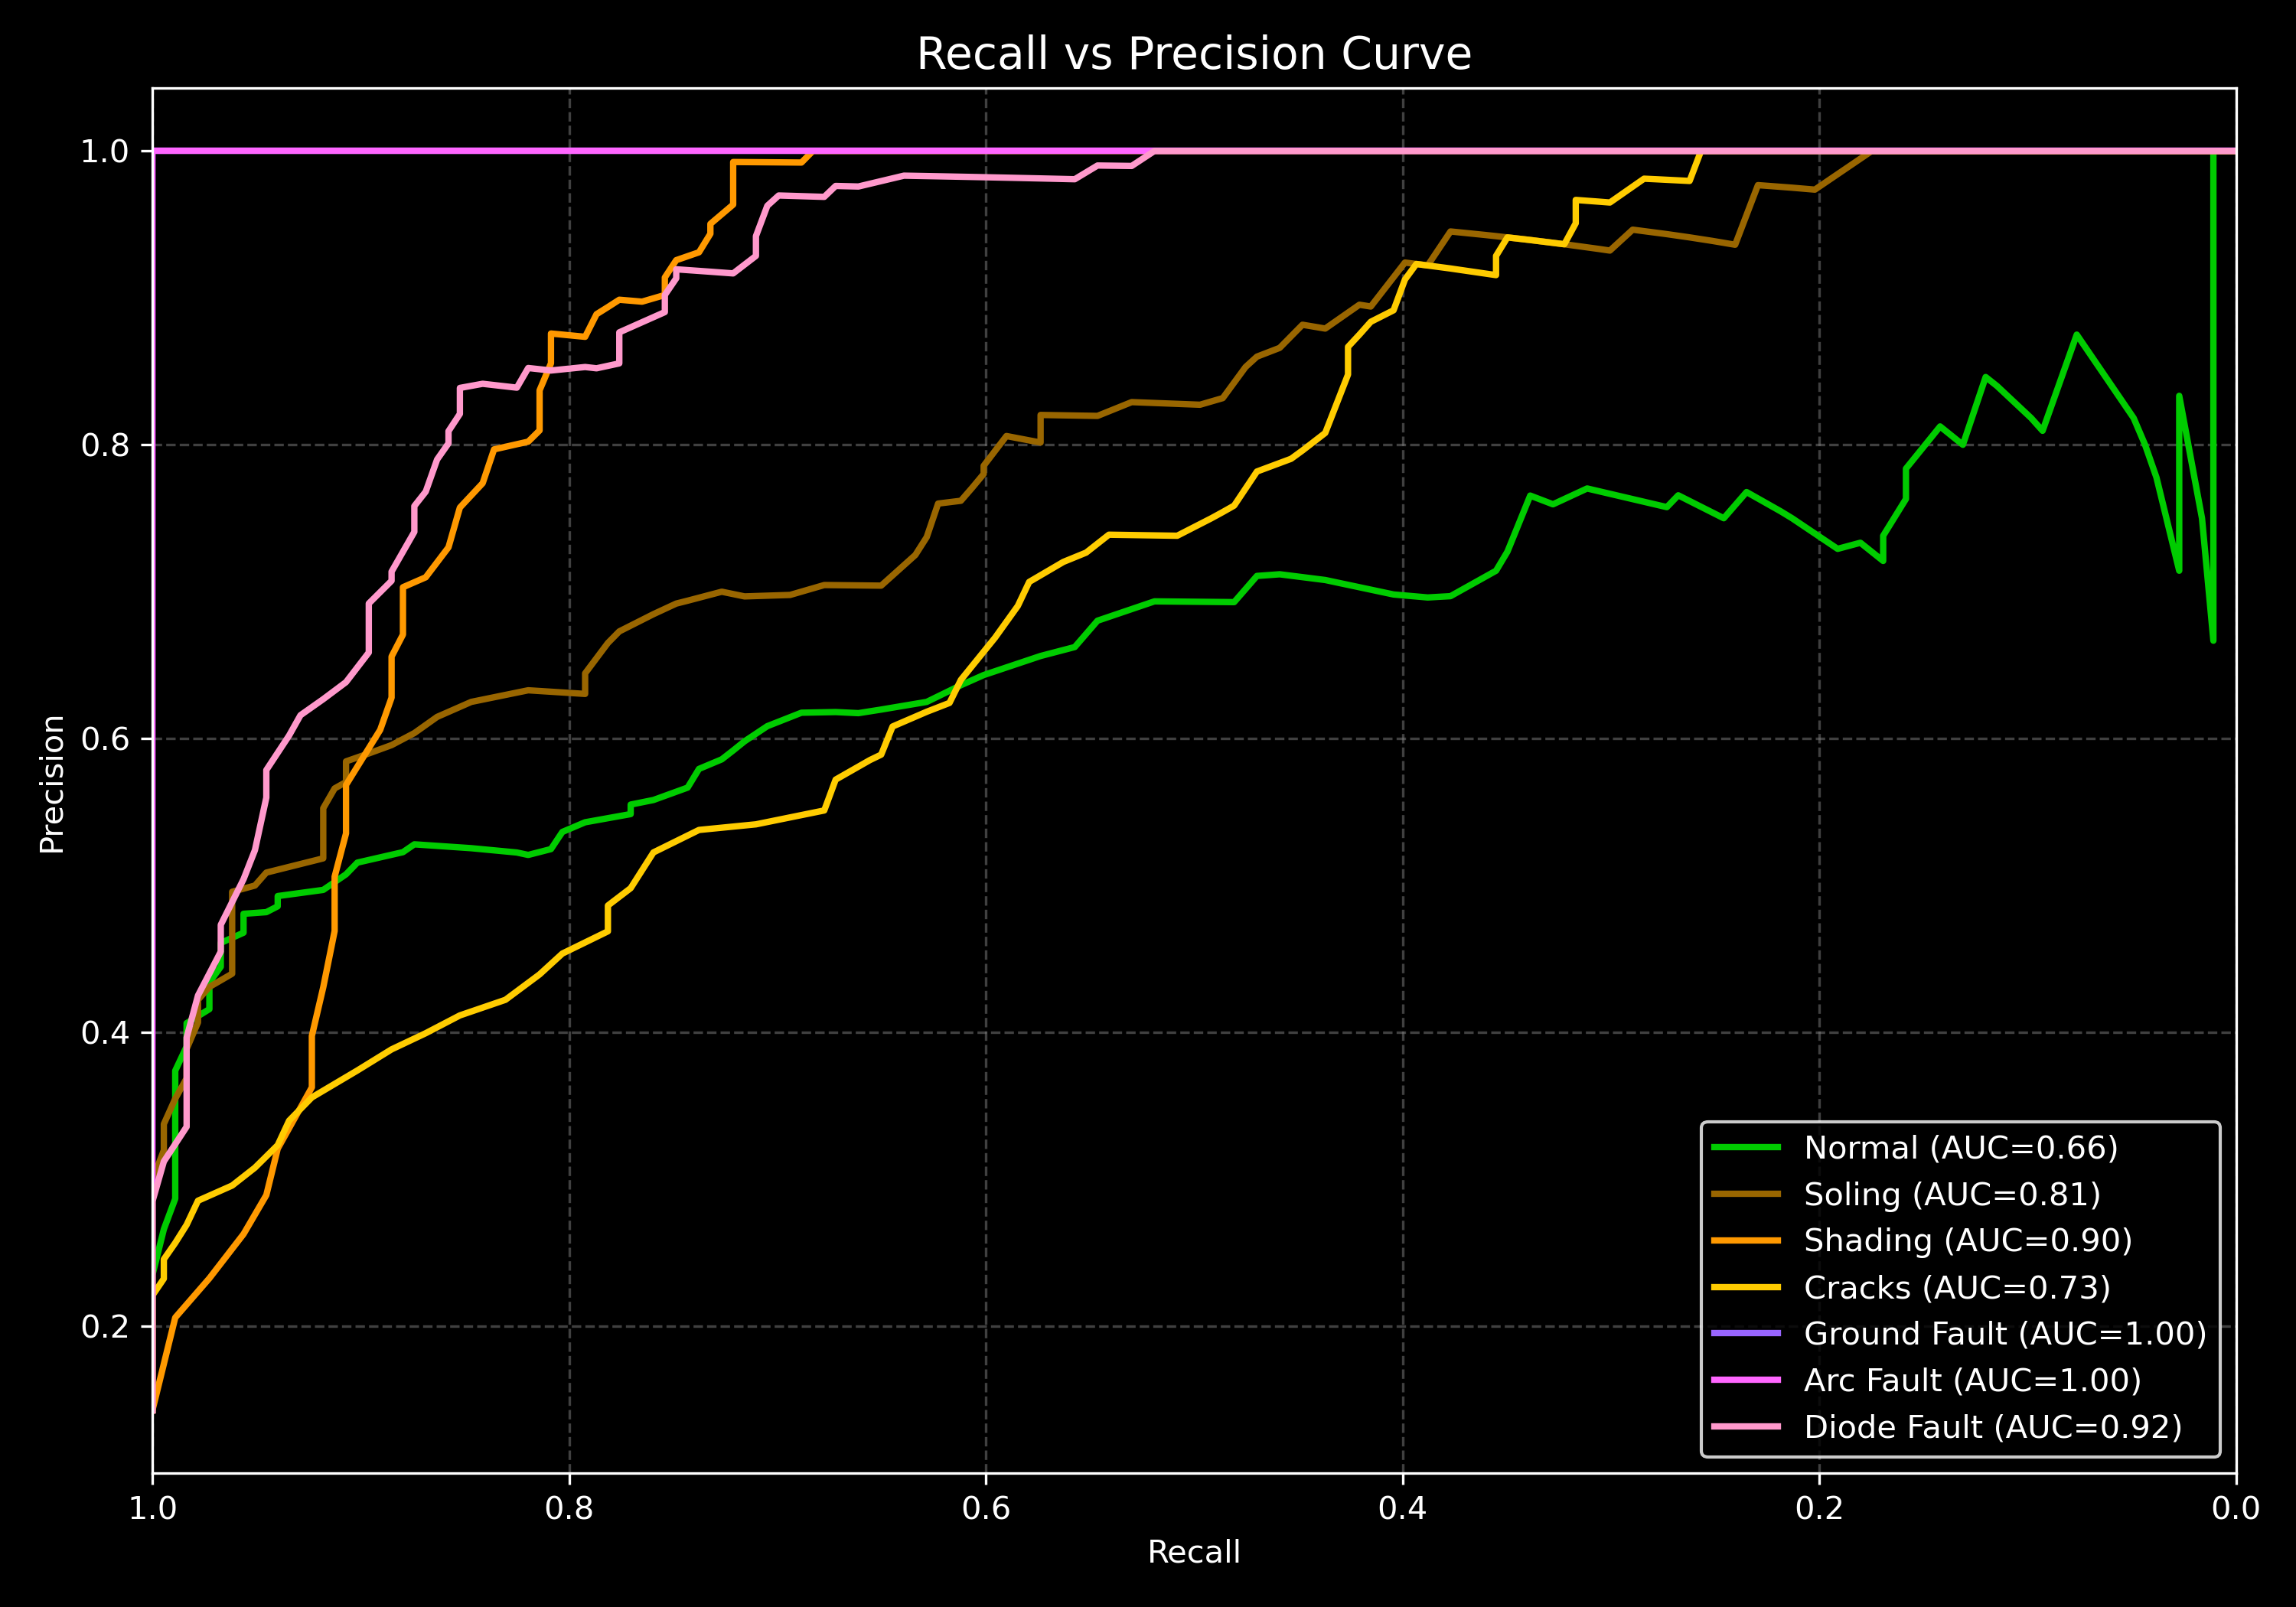 Recall vs Precision Curve
1.0
0.8
0.6
0.4
0.2
Precision
1.0
0.8
0.6
0.4
0.2
0.0
Recall
Normal (AUC=0.66)
Soling (AUC=0.81)
Shading (AUC=0.90)
Cracks (AUC=0.73)
Ground Fault (AUC=1.00)
Arc Fault (AUC=1.00)
Diode Fault (AUC=0.92)